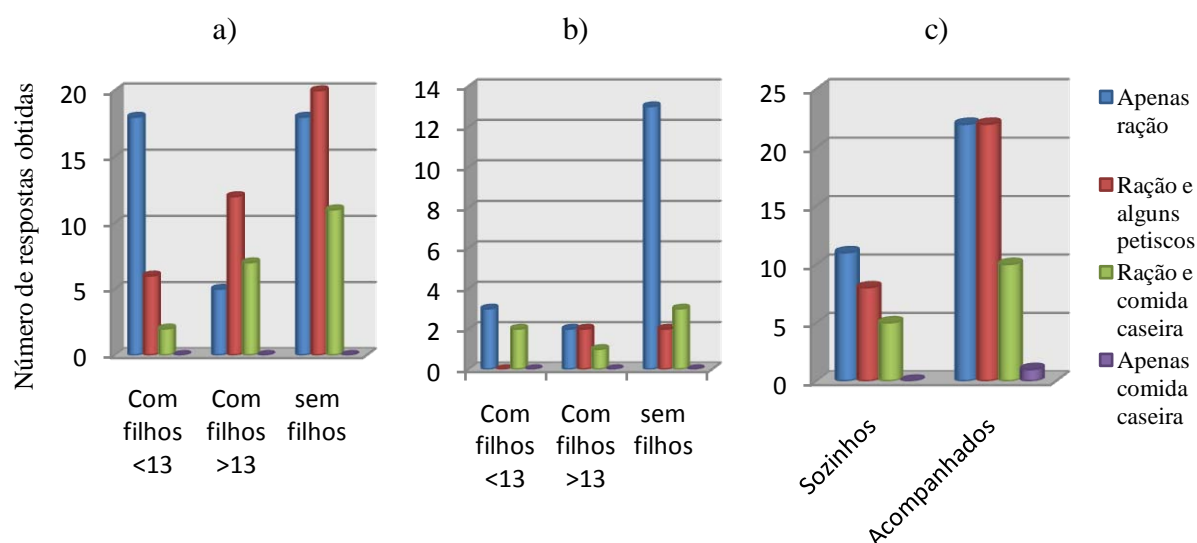 a)
b)
c)
Número de respostas obtidas
20
15
10
5
0
Com
filhos
<13
Com
filhos
>13
sem
filhos
14
12
10
8
6
4
2
0
Com
filhos
<13
Com
filhos
>13
sem filhos
25
20
15
10
5
0
Sozinhos
Acompanhados
Apenas
ração
Ração e
alguns
petiscos
Ração e
comida
caseira
Apenas
comida
caseira